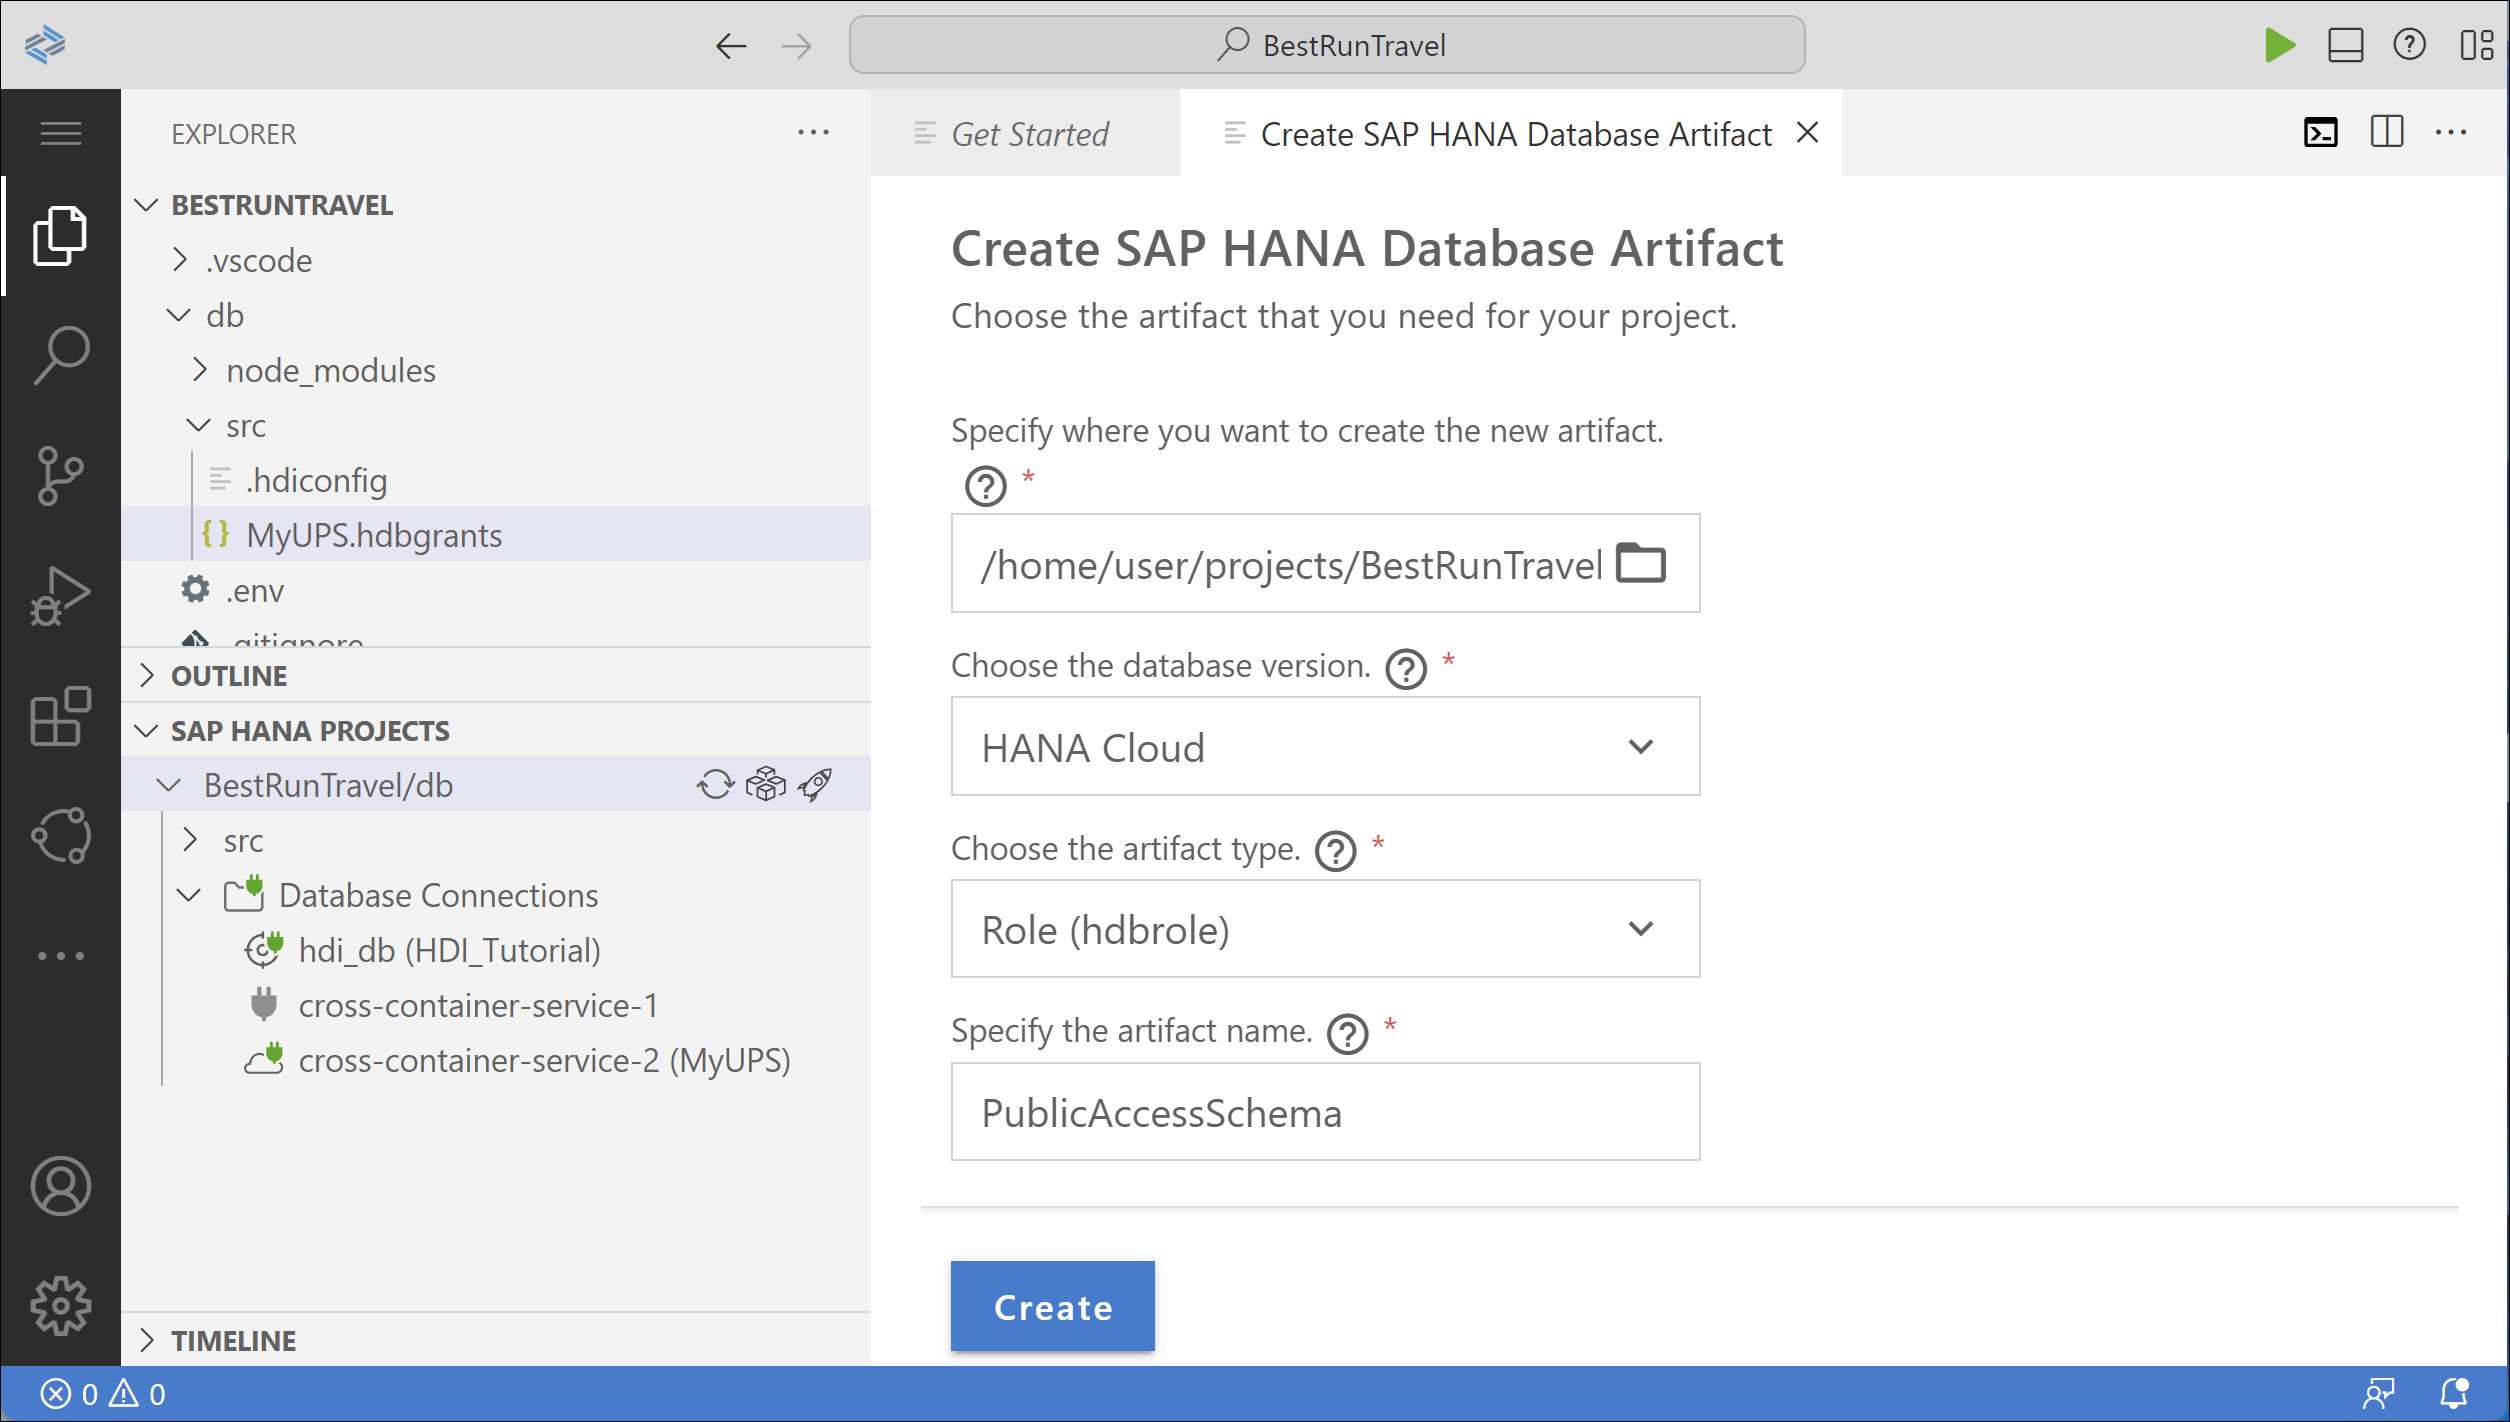 BestRunTravel
EXPLORER
BESTRUNTRAVEL
.vscode
db
node_modules
src
.hdiconfig
MyUPS.hdbgrants
.env
.gitignore
OUTLINE
SAP HANA PROJECTS
BestRunTravel/db
src
Database Connections
hdi_db (HDI_Tutorial)
cross-container-service-1
cross-container-service-2 (MyUPS)
TIMELINE
Get Started
Create SAP HANA Database Artifact
Create SAP HANA Database Artifact
Choose the artifact that you need for your project.
Specify where you want to create the new artifact.
*
/home/user/projects/BestRunTravel
Choose the database version. *
HANA Cloud
Choose the artifact type. *
Role (hdbrole)
Specify the artifact name. *
PublicAccessSchema
Create
0 0